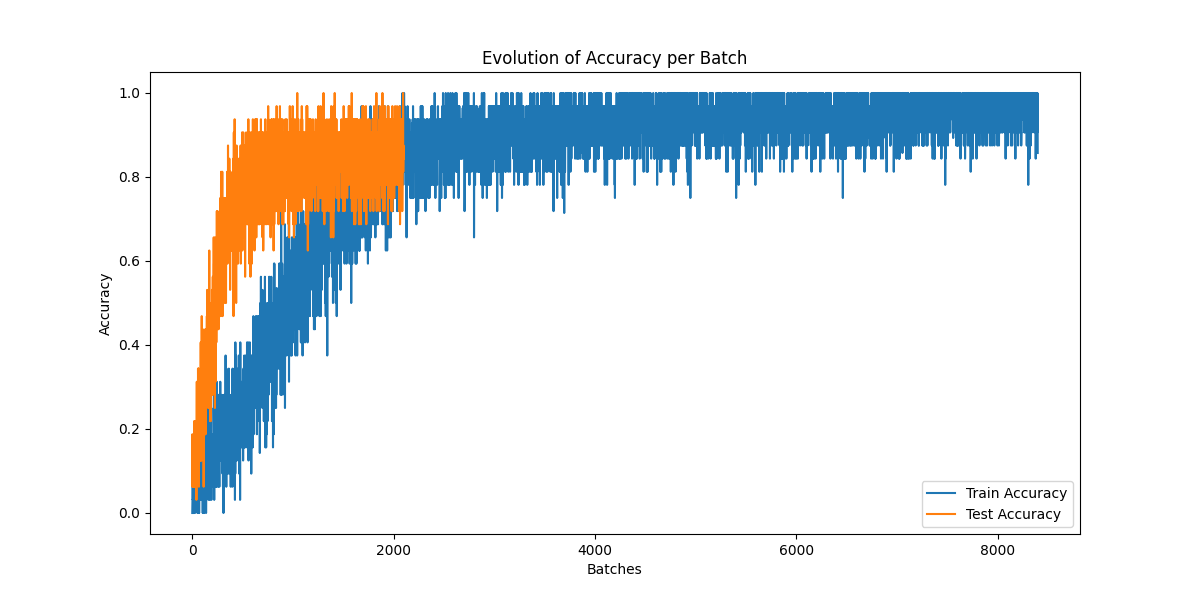 Evolution of Accuracy per Batch
1.0
0.8
0.6
0.4
0.2
0.0
Accuracy
0 2000 4000 6000 8000
Batches
Train Accuracy
Test Accuracy